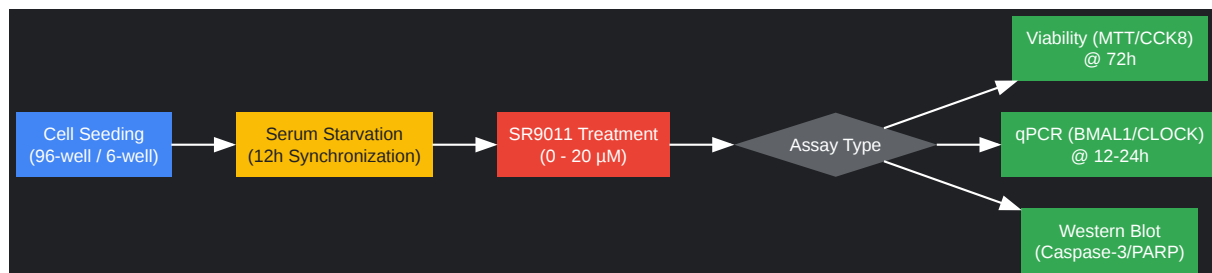 Cell Seeding
(96-well / 6-well)
Serum Starvation
(12h Synchronization)
SR9011 Treatment
(0 - 20 µM)
Assay Type
Viability (MTT/CCK8)
@ 72h
qPCR (BMAL1/CLOCK)
@ 12-24h
Western Blot
(Caspase-3/PARP)